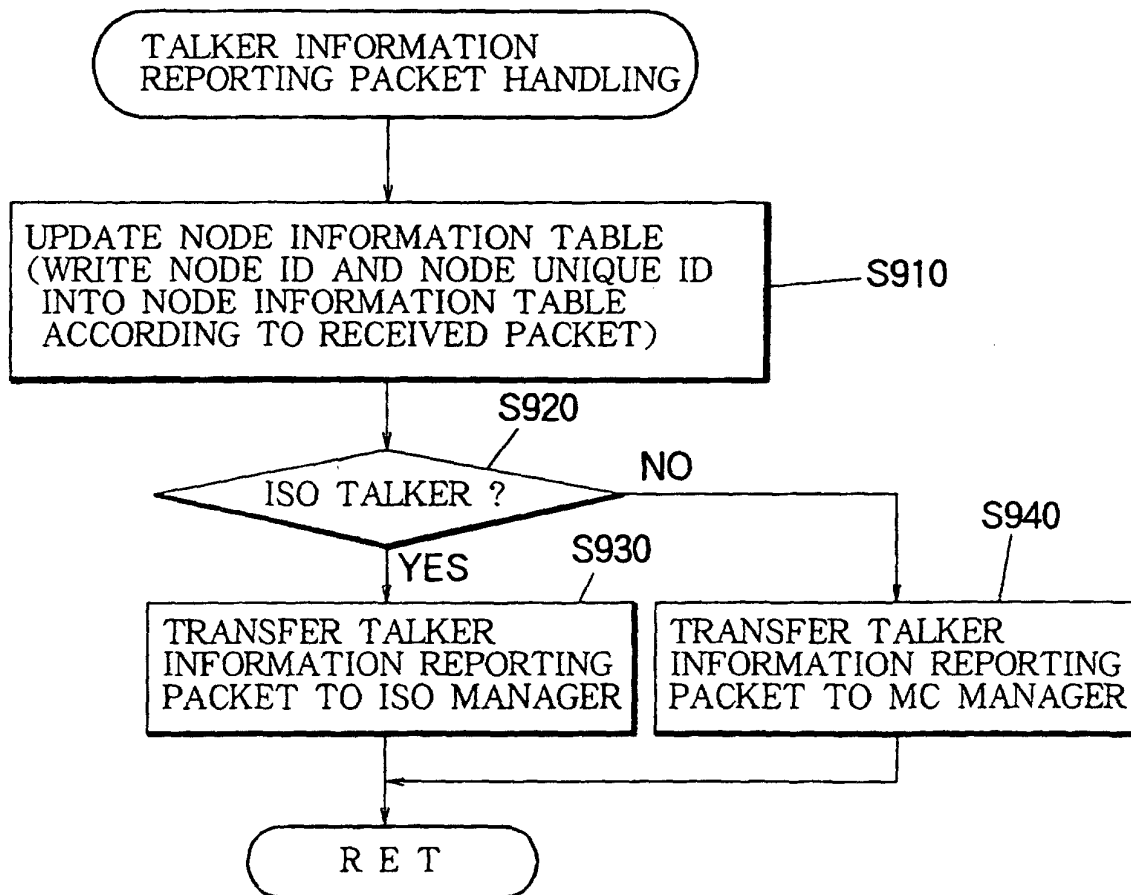 TALKER INFORMATION
REPORTING PACKET HANDLING
UPDATE NODE INFORMATION TABLE
(WRITE NODE ID AND NODE UNIQUE ID
INTO NODE INFORMATION TABLE
ACCORDING TO RECEIVED PACKET)
S910
S920
ISO TALKER ?
NO
YES
S930
S940
TRANSFER TALKER
INFORMATION REPORTING
PACKET TO ISO MANAGER
TRANSFER TALKER
INFORMATION REPORTING
PACKET TO MC MANAGER
R E T